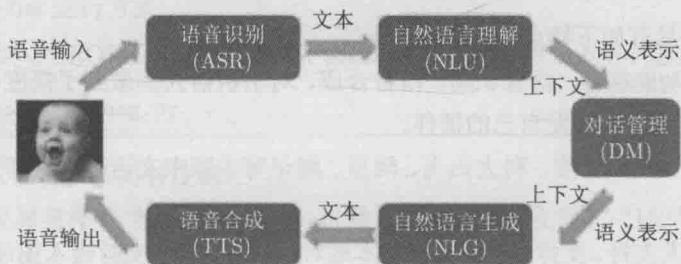 文本
语音输入
语音识别
(ASR)
自然语言理解
(NLU)
语义表示
上下文
对话管理
(DM)
上下文
语音输出
语音合成
(TTS)
文本
自然语言生成
(NLG)
语义表示